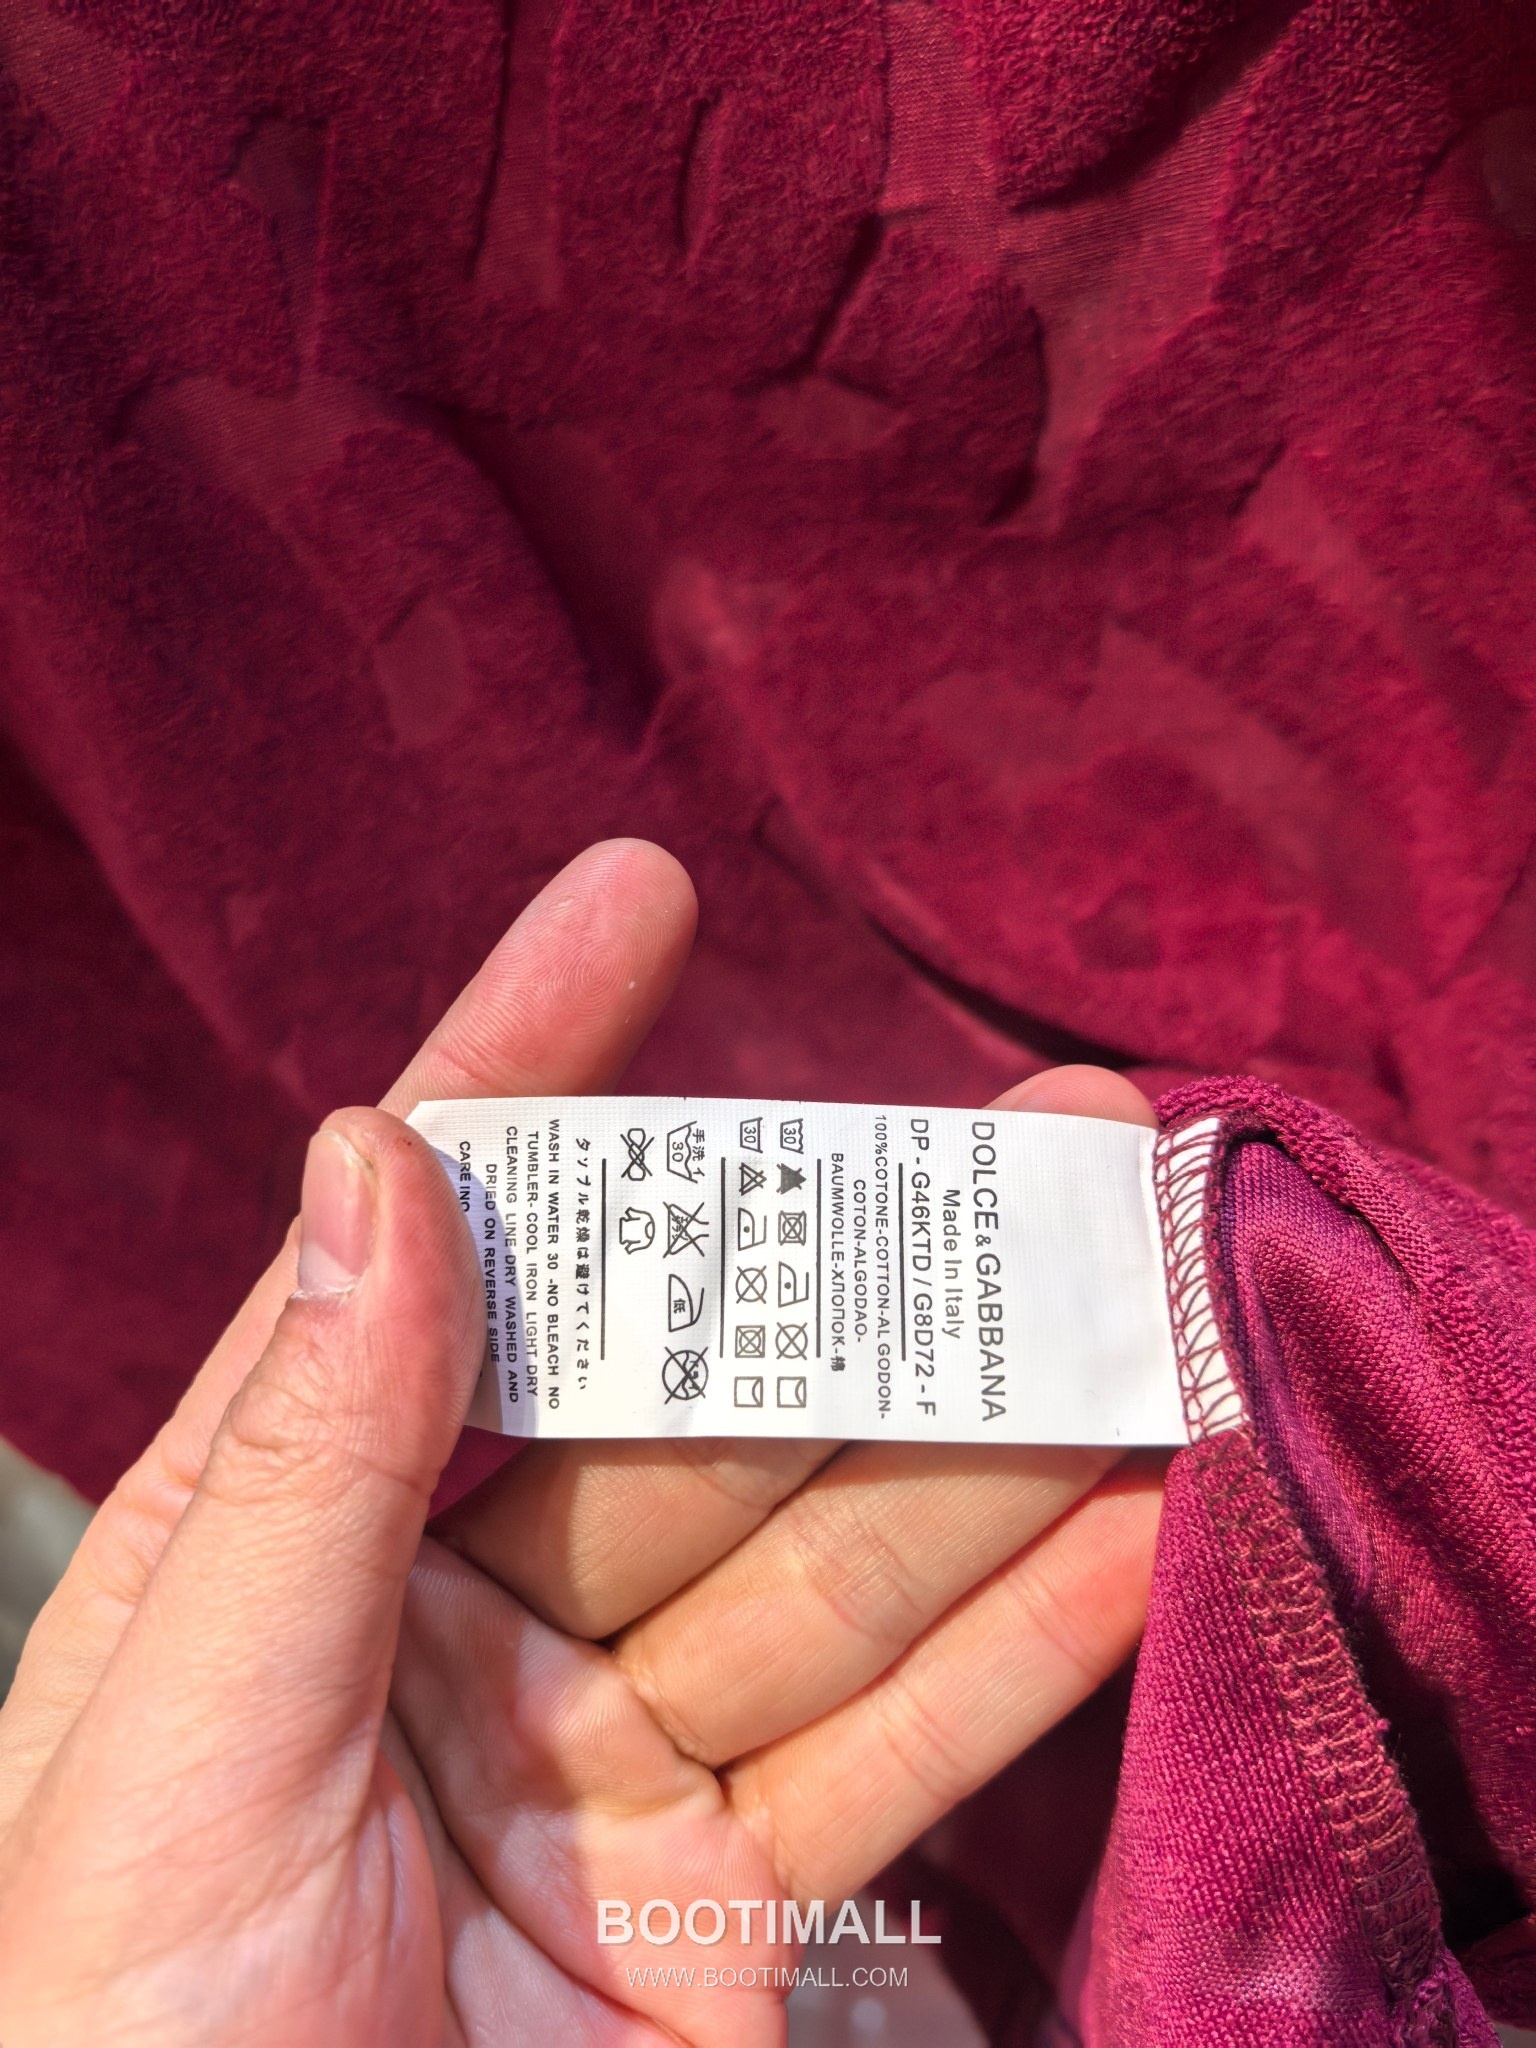 DOLCE&GABBANA
Made In Italy
DP - G46KTD / G8D72 - F
100%COTONE-COTTON-ALGODON-
COTON-ALGODAO-
BAUMWOLLE-ХЛОПОК-棉
30
30
手洗イ
30
低
タンブル乾燥は避けてください
WASH IN WATER 30 -NO BLEACH NO
TUMBLER- COOL IRON LIGHT DRY
CLEANING LINE DRY WASHED AND
DRIED ON REVERSE SIDE
CARE
BOOTIMALL
WWW.BOOTIMALL.COM